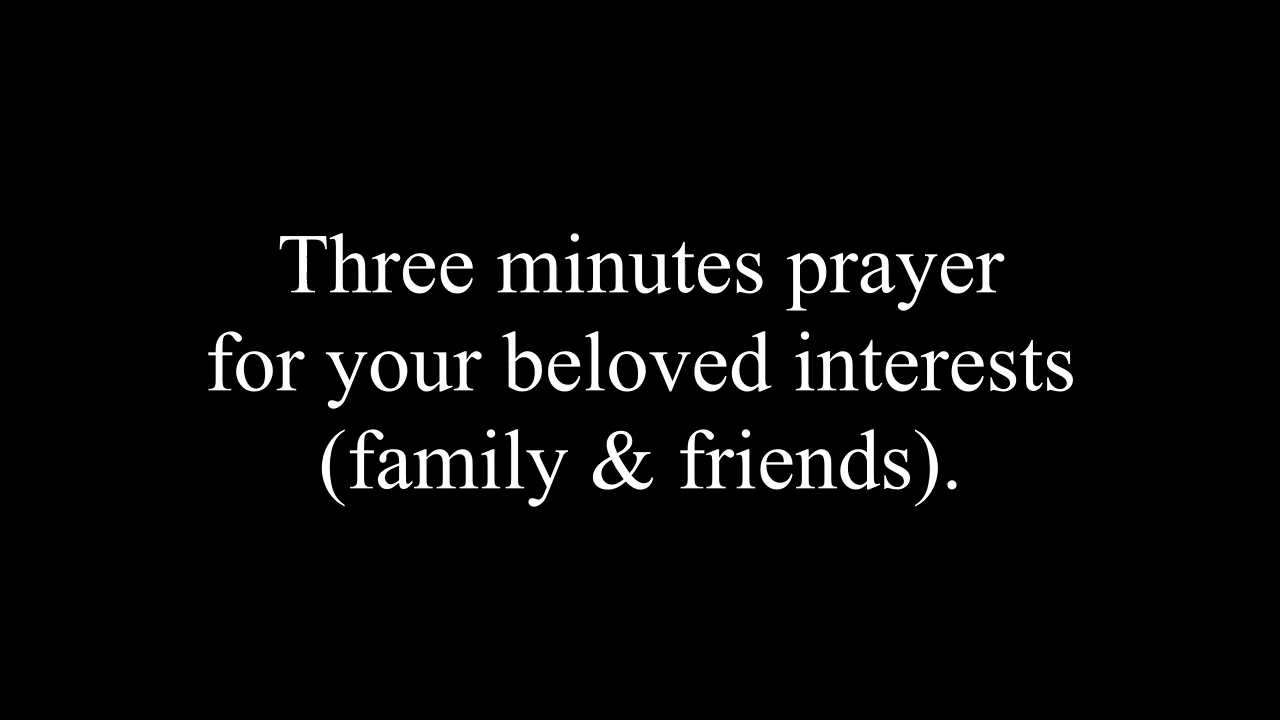 Three minutes prayer
for your beloved interests
(family & friends).